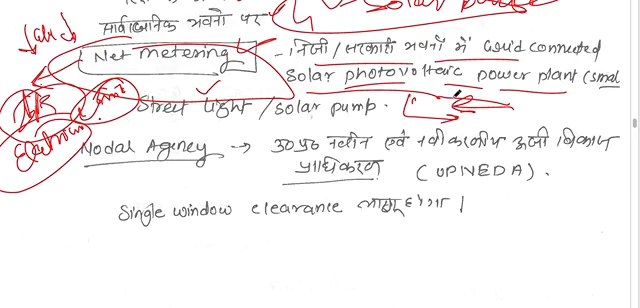 सार्वजनिक भवनों पर
Net metering - निजी / सरकारी भवनों में Grid connected
Solar photovolteic power plant (smal
Street light / solar pump.
Nodal Agency → उ०प्र० नवीन एवं नवीकरणीय ऊर्जा विकास
प्राधिकरण (UPNEDA).
Single window clearance लागू होगा।